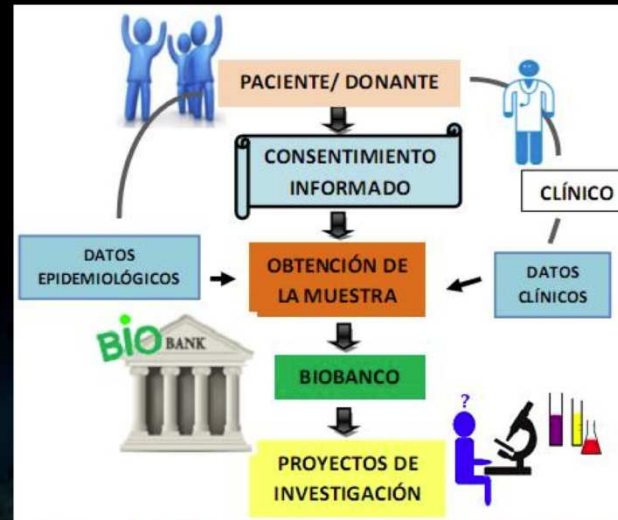 PACIENTE/ DONANTE
CONSENTIMIENTO
INFORMADO
CLÍNICO
DATOS
EPIDEMIOLÓGICOS
OBTENCIÓN DE
LA MUESTRA
DATOS
CLÍNICOS
BIO BANK
BIOBANCO
?
PROYECTOS DE
INVESTIGACIÓN